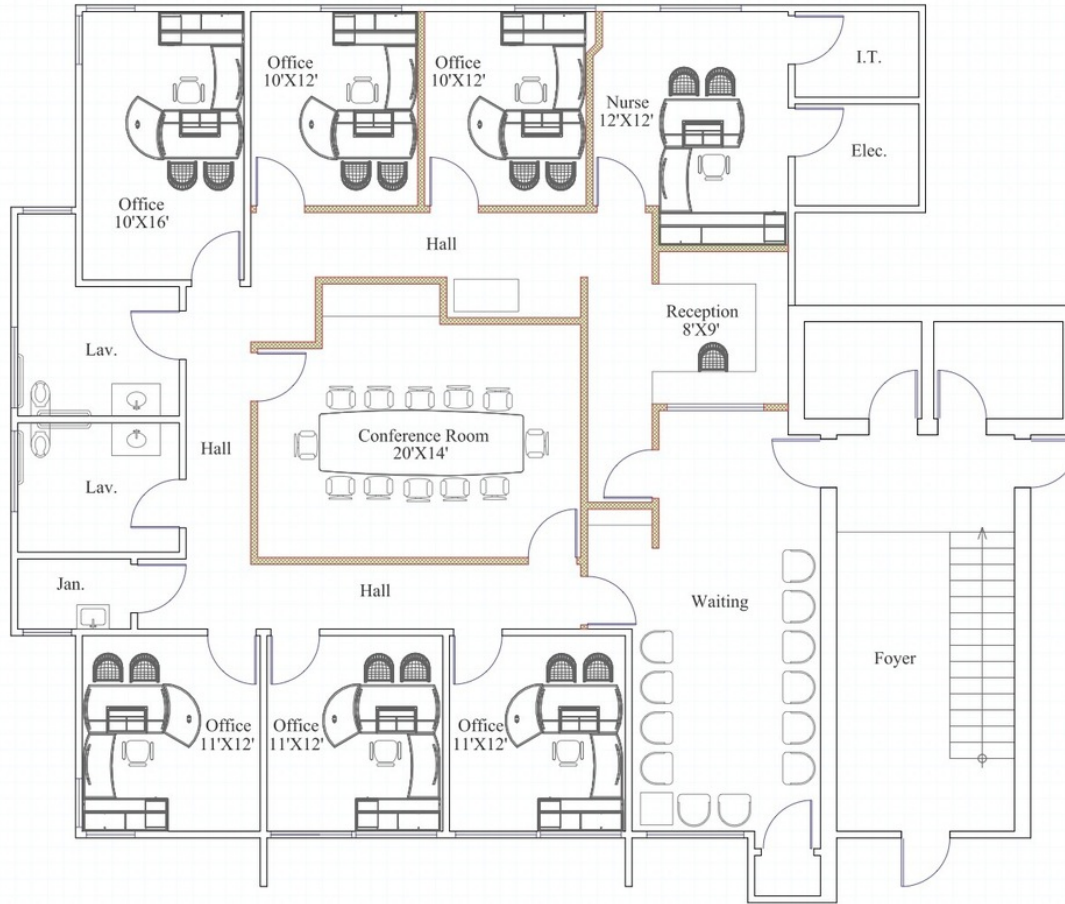 Office
10'X12'
Office
10'X12'
Nurse
12'X12'
I.T.
Elec.
Office
10'X16'
Hall
Reception
8'X9'
Lav.
Conference Room
20'X14'
Hall
Lav.
Jan.
Hall
Waiting
Foyer
Office
11'X12'
Office
11'X12'
Office
11'X12'